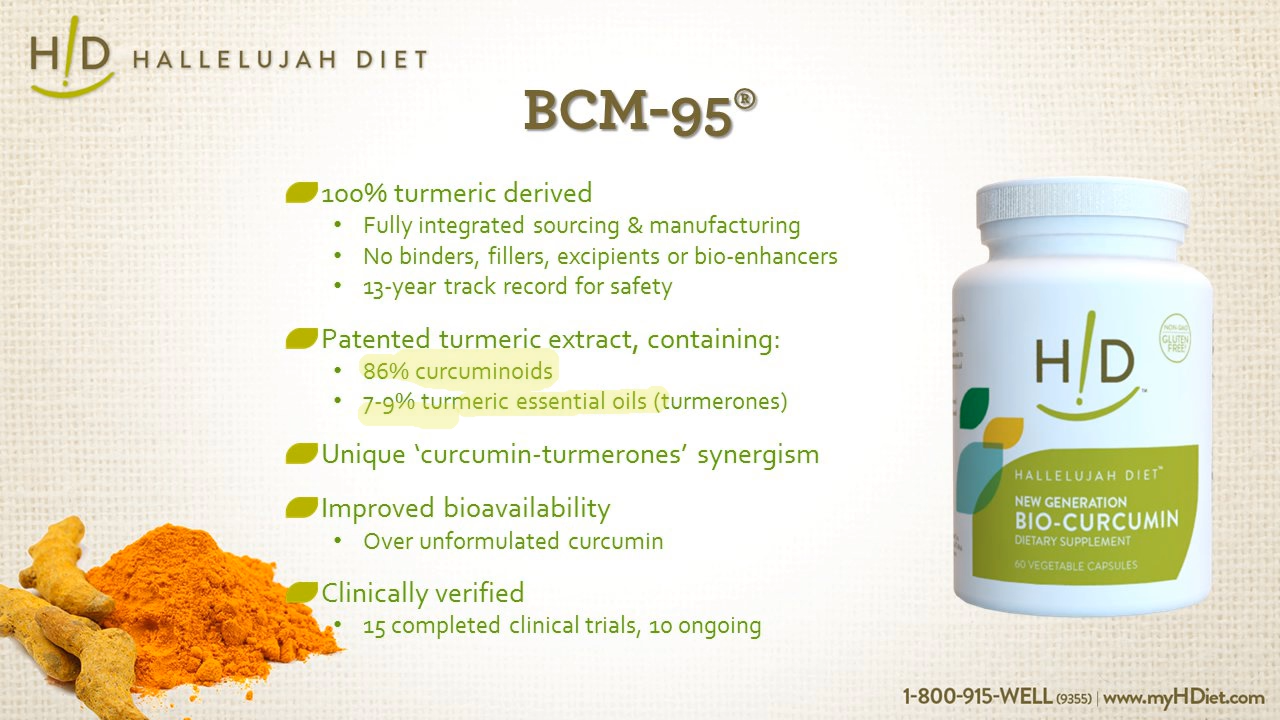 H!D HALLELUJAH DIET
BCM-95®
100% turmeric derived
• Fully integrated sourcing & manufacturing
• No binders, fillers, excipients or bio-enhancers
• 13-year track record for safety
Patented turmeric extract, containing:
• 86% curcuminoids
• 7-9% turmeric essential oils (turmerones)
Unique ‘curcumin-turmerones’ synergism
Improved bioavailability
• Over unformulated curcumin
Clinically verified
• 15 completed clinical trials, 10 ongoing
NON-GMO
GLUTEN
FREE
H!D™
HALLELUJAH DIET™
NEW GENERATION
BIO-CURCUMIN
DIETARY SUPPLEMENT
60 VEGETABLE CAPSULES
1-800-915-WELL (9355) | www.myHDiet.com